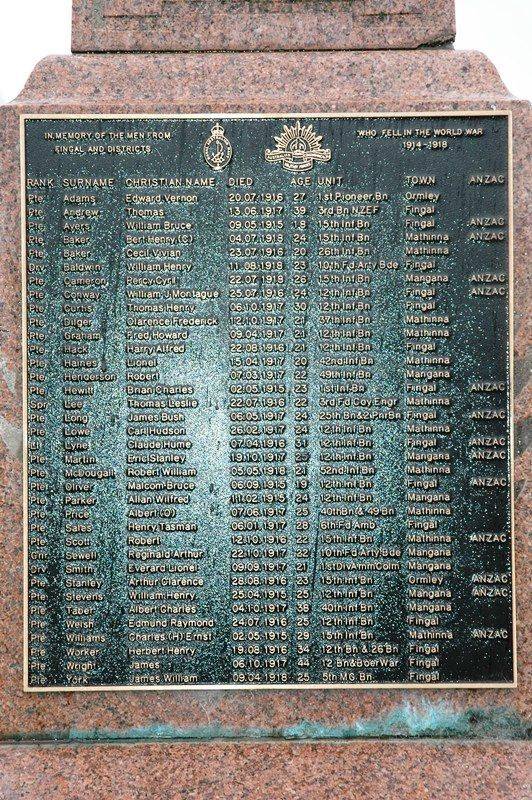 IN MEMORY OF THE MEN FROM WHO FELL IN THE WORLD WAR
FINGAL AND DISTRICTS 1914-1918
RANK SURNAME CHRISTIAN NAME DIED AGE UNIT TOWN ANZAC
Pte Adams Edward Vernon 20.07.1916 27 1st Pioneer Bn Ormley
Pte Andrew Thomas 13.06.1917 39 3rd Bn NZEF Fingal
Pte Ayers William Bruce 09.05.1915 18 15th Inf Bn Fingal ANZAC
Pte Baker Bert Henry (C) 04.07.1918 24 15th Inf Bn Mathinna ANZAC
Pte Baker Cecil Vivian 23.07.1916 20 26th Inf Bn Mathinna
Drv Baldwin William Henry 11.08.1918 23 10th Fd Arty Bde Fingal
Pte Cameron Percy Cyril 22.07.1918 26 15th Inf Bn Mangana ANZAC
Pte Conway William J Montague 25.07.1916 24 12th Inf Bn Fingal ANZAC
Pte Curtis Thomas Henry 06.10.1917 30 12th Inf Bn Fingal
Pte Dilger Clarence Frederick 12.10.1917 21 37th Inf Bn Mathinna
Pte Graham Fred Howard 09.04.1917 21 12th Inf Bn Mathinna
Pte Hack Harry Alfred 22.08.1916 21 12th Inf Bn Fingal
Pte Haines Lionel 15.04.1917 20 42nd Inf Bn Mathinna
Pte Henderson Robert 07.03.1917 22 49th Inf Bn Mangana
Pte Hewitt Brian Charles 02.05.1915 23 1st Inf Bn Fingal ANZAC
Spr Lee Thomas Leslie 22.07.1916 22 3rd Fd Coy Engr Mathinna
Pte Long James Bush 06.05.1917 24 25th Bn & 2 Pnr Bn Fingal ANZAC
Pte Lowe Carl Hudson 06.02.1917 24 12th Inf Bn Mathinna
Lt Lyne Claude Hume 07.04.1916 31 12th Inf Bn Fingal ANZAC
Pte Martin Eric Stanley 19.10.1917 12th Inf Bn Mangana ANZAC
Pte McDougall Robert William 05.05.1918 21 52nd Inf Bn Mathinna
Pte Oliver Malcom Bruce 06.09.1915 19 12th Inf Bn Fingal ANZAC
Pte Parker Allan Wilfred 11.02.1915 24 12th Inf Bn Mangana
Pte Price Albert (O) 07.06.1917 25 40th Bn & 49 Bn Mathinna
Pte Sales Henry Tasman 06.01.1917 28 6th Fd Amb Fingal
Pte Scott Robert 12.10.1916 22 15th Inf Bn Mathinna ANZAC
Gnr Sewell Reginald Arthur 22.10.1917 22 101 Fd Arty Bde Mangana
Drv Smith Everard Lionel 09.09.1917 21 1st Div Amm Colm Mangana
Pte Stanley Arthur Clarence 28.08.1916 23 15th Inf Bn Ormley ANZAC
Pte Stevens William Henry 25.04.1915 25 12th Inf Bn Mangana ANZAC
Pte Taber Albert Charles 04.10.1917 38 40th Inf Bn Mangana
Pte Welsh Edmund Raymond 24.07.1916 25 12th Inf Bn Fingal
Pte Williams Charles (H) Ernst 02.05.1915 29 15th Inf Bn Mathinna ANZAC
Pte Worker Herbert Henry 19.08.1916 34 12th Bn & 26 Bn Fingal
Pte Wright James 06.10.1917 44 12 Bn & Boer War Fingal
Pte York James William 09.04.1918 25 5th MG Bn Fingal